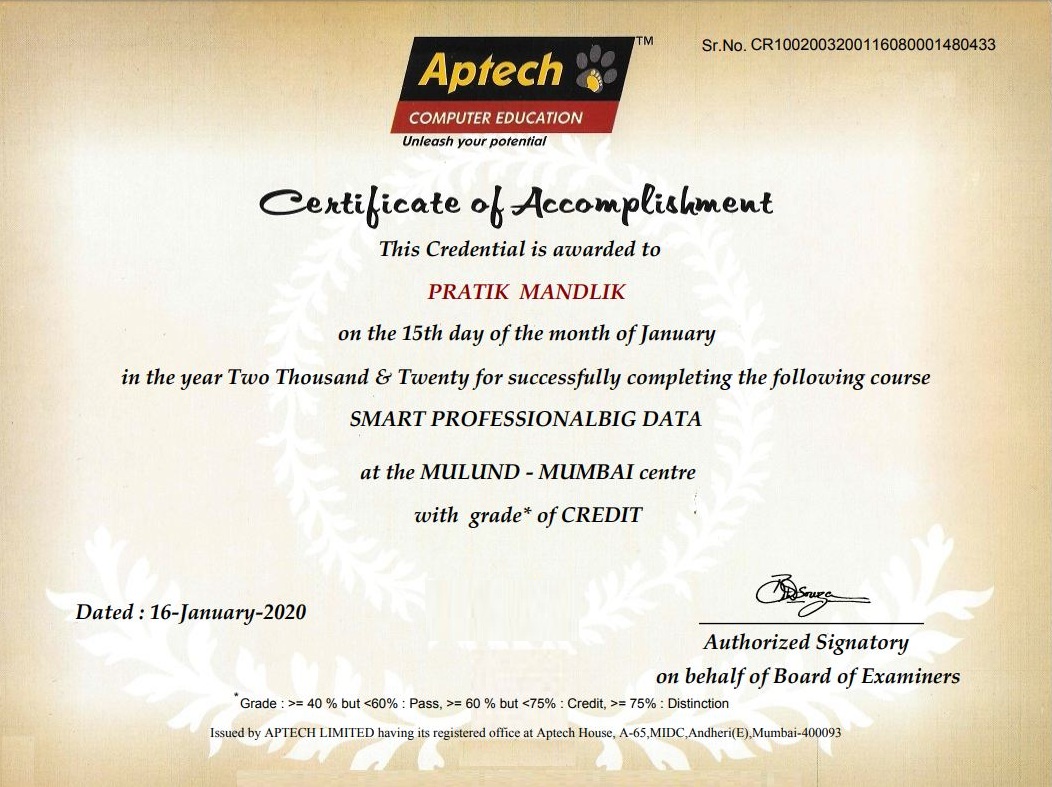 Sr.No. CR1002003200116080001480433
Aptech TM
COMPUTER EDUCATION
Unleash your potential
Certificate of Accomplishment
This Credential is awarded to
PRATIK MANDLIK
on the 15th day of the month of January
in the year Two Thousand & Twenty for successfully completing the following course
SMART PROFESSIONALBIG DATA
at the MULUND - MUMBAI centre
with grade* of CREDIT
Dated : 16-January-2020
Authorized Signatory
on behalf of Board of Examiners
*Grade : >= 40 % but <60% : Pass, >= 60 % but <75% : Credit, >= 75% : Distinction
Issued by APTECH LIMITED having its registered office at Aptech House, A-65,MIDC,Andheri(E),Mumbai-400093